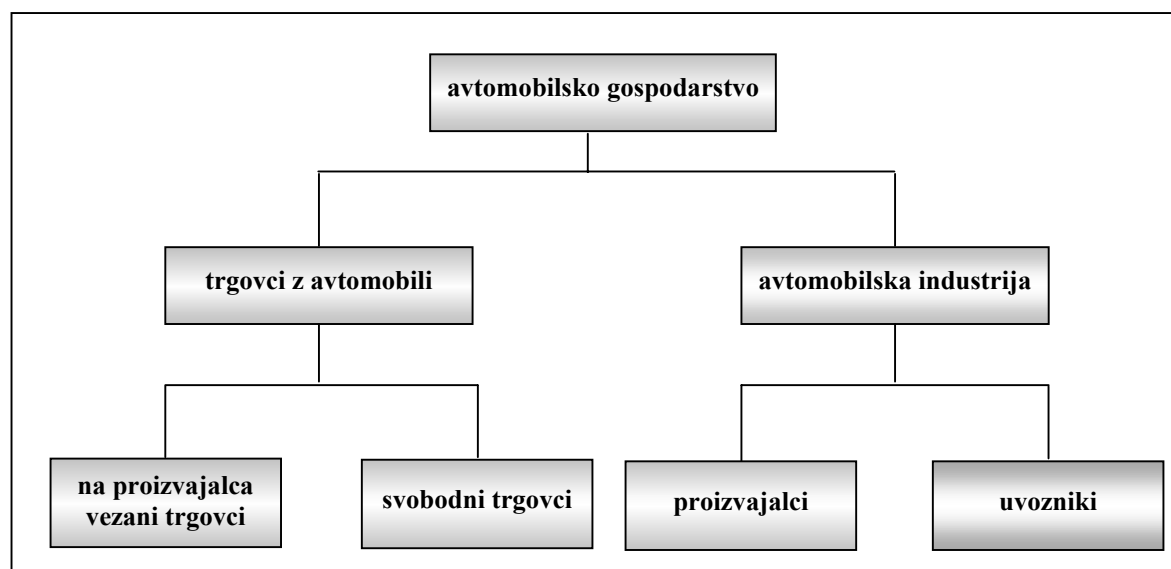 avtomobilsko gospodarstvo
trgovci z avtomobili
avtomobilska industrija
na proizvajalca
vezani trgovci
svobodni trgovci
proizvajalci
uvozniki